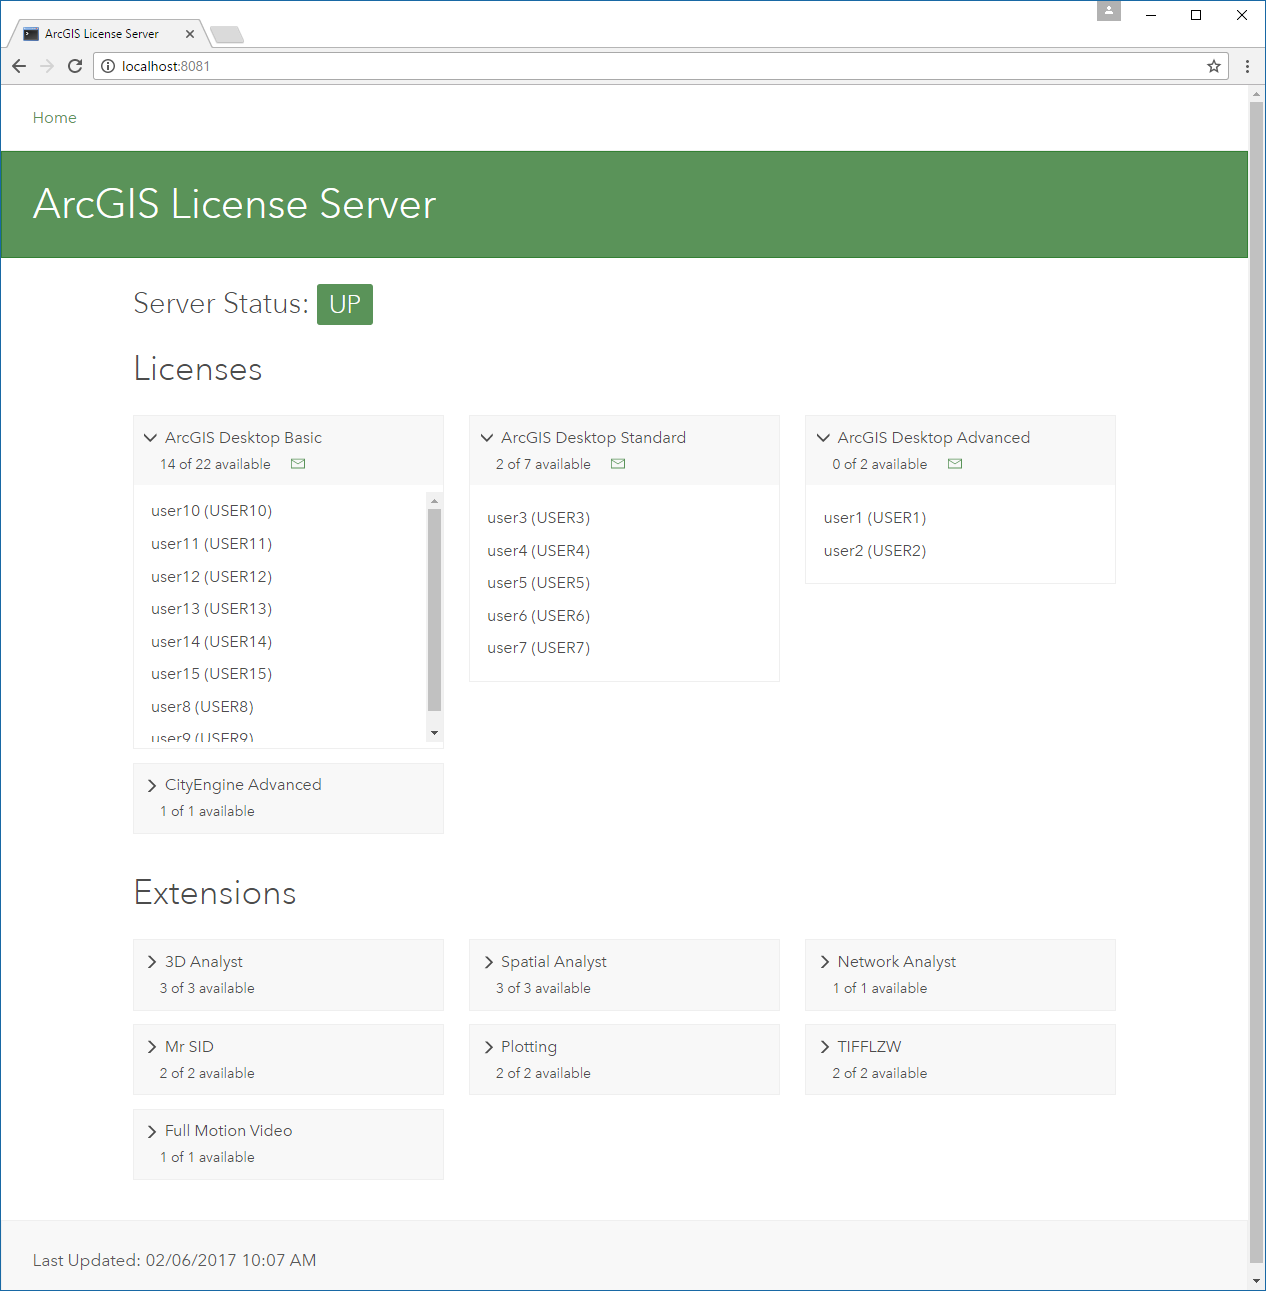 ArcGIS License Server
localhost:8081
Home
ArcGIS License Server
Server Status: UP
Licenses
ArcGIS Desktop Basic
14 of 22 available
user10 (USER10)
user11 (USER11)
user12 (USER12)
user13 (USER13)
user14 (USER14)
user15 (USER15)
user8 (USER8)
user9 (USER9)
ArcGIS Desktop Standard
2 of 7 available
user3 (USER3)
user4 (USER4)
user5 (USER5)
user6 (USER6)
user7 (USER7)
ArcGIS Desktop Advanced
0 of 2 available
user1 (USER1)
user2 (USER2)
CityEngine Advanced
1 of 1 available
Extensions
3D Analyst
3 of 3 available
Spatial Analyst
3 of 3 available
Network Analyst
1 of 1 available
Mr SID
2 of 2 available
Plotting
2 of 2 available
TIFFLZW
2 of 2 available
Full Motion Video
1 of 1 available
Last Updated: 02/06/2017 10:07 AM